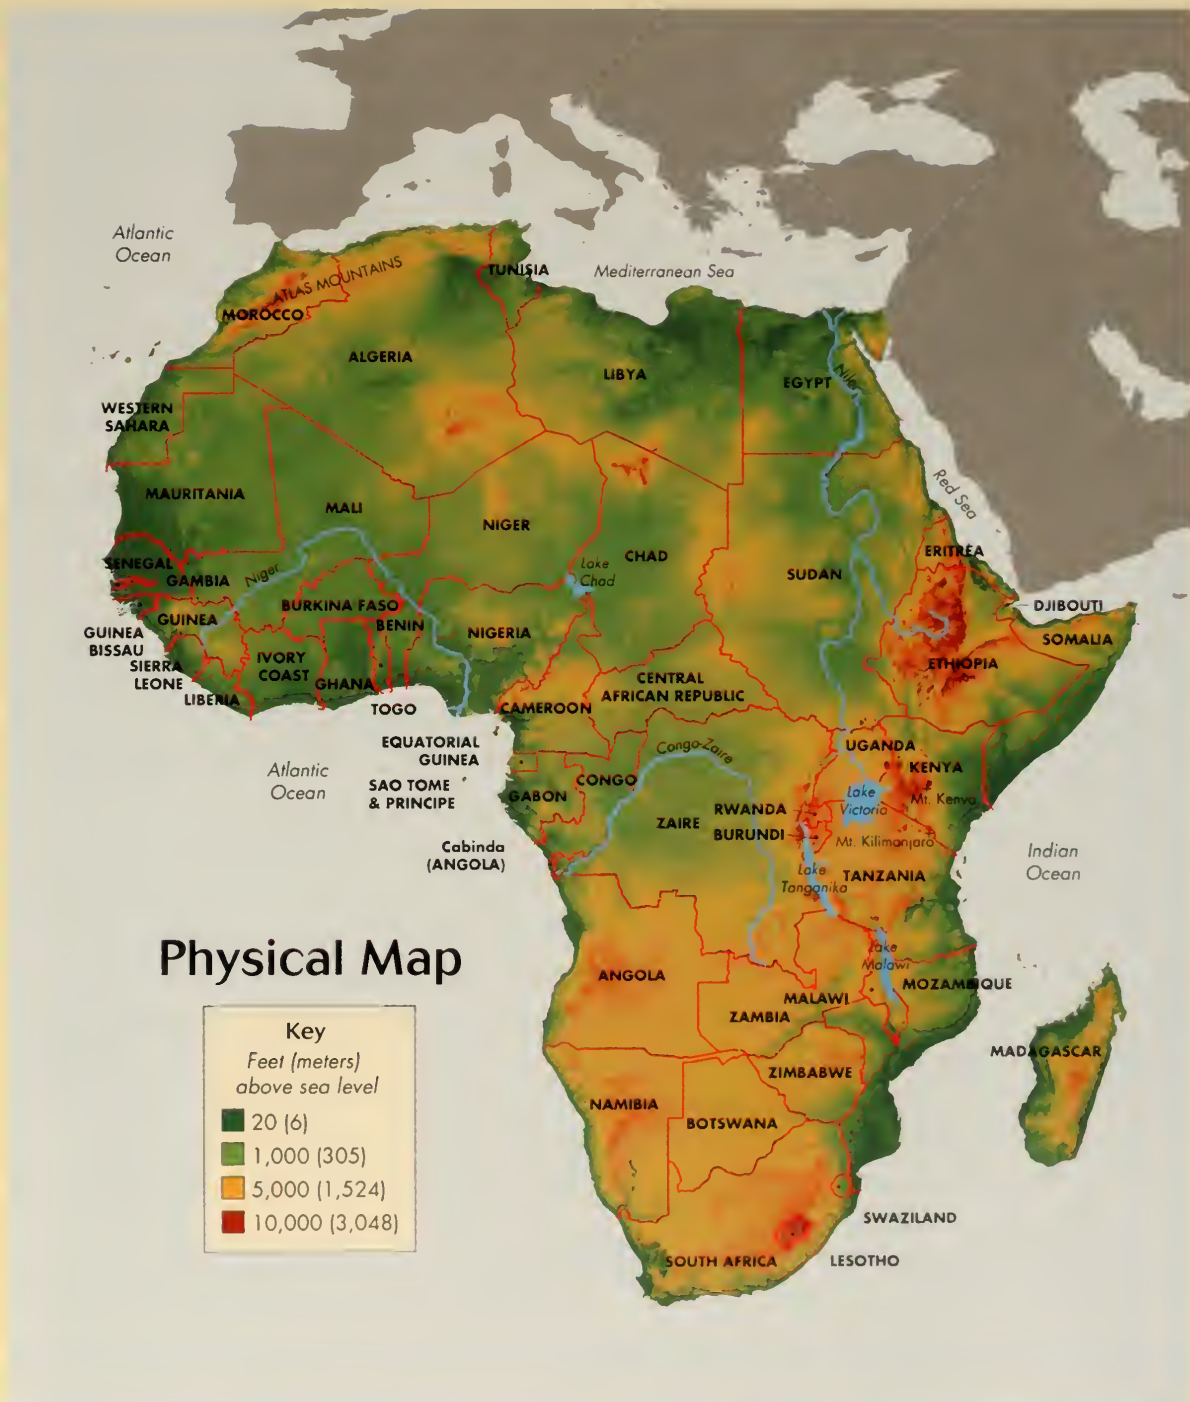 Atlantic
Ocean
Mediterranean Sea
ATLAS MOUNTAINS
TUNISIA
MOROCCO
ALGERIA
LIBYA
EGYPT
Nile
WESTERN
SAHARA
Red Sea
MAURITANIA
MALI
NIGER
CHAD
SUDAN
ERITREA
Lake
Chad
SENEGAL
GAMBIA
Niger
BURKINA FASO
DJIBOUTI
GUINEA
BENIN
NIGERIA
SOMALIA
GUINEA
BISSAU
SIERRA
LEONE
IVORY
COAST
GHANA
ETHIOPIA
LIBERIA
TOGO
CENTRAL
AFRICAN REPUBLIC
CAMEROON
EQUATORIAL
GUINEA
Congo-Zaire
UGANDA
KENYA
Atlantic
Ocean
SAO TOME
& PRINCIPE
CONGO
GABON
Lake
Victoria
Mt. Kenya
RWANDA
BURUNDI
ZAIRE
Mt. Kilimanjaro
Cabinda
(ANGOLA)
Indian
Ocean
Lake
Tanganika
TANZANIA
Physical Map
ANGOLA
Lake
Malawi
MOZAMBIQUE
MALAWI
ZAMBIA
MADAGASCAR
ZIMBABWE
NAMIBIA
BOTSWANA
Key
Feet (meters)
above sea level
20 (6)
1,000 (305)
5,000 (1,524)
10,000 (3,048)
SWAZILAND
SOUTH AFRICA
LESOTHO